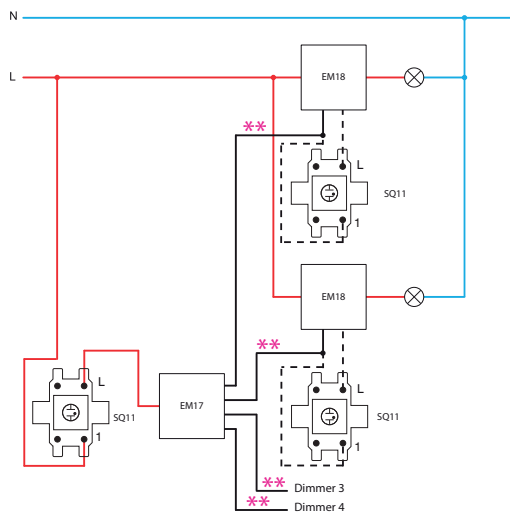 N
L
EM18
**
L
SQ11
1
EM18
**
L
L
SQ11
EM17
SQ11
1
1
** Dimmer 3
** Dimmer 4